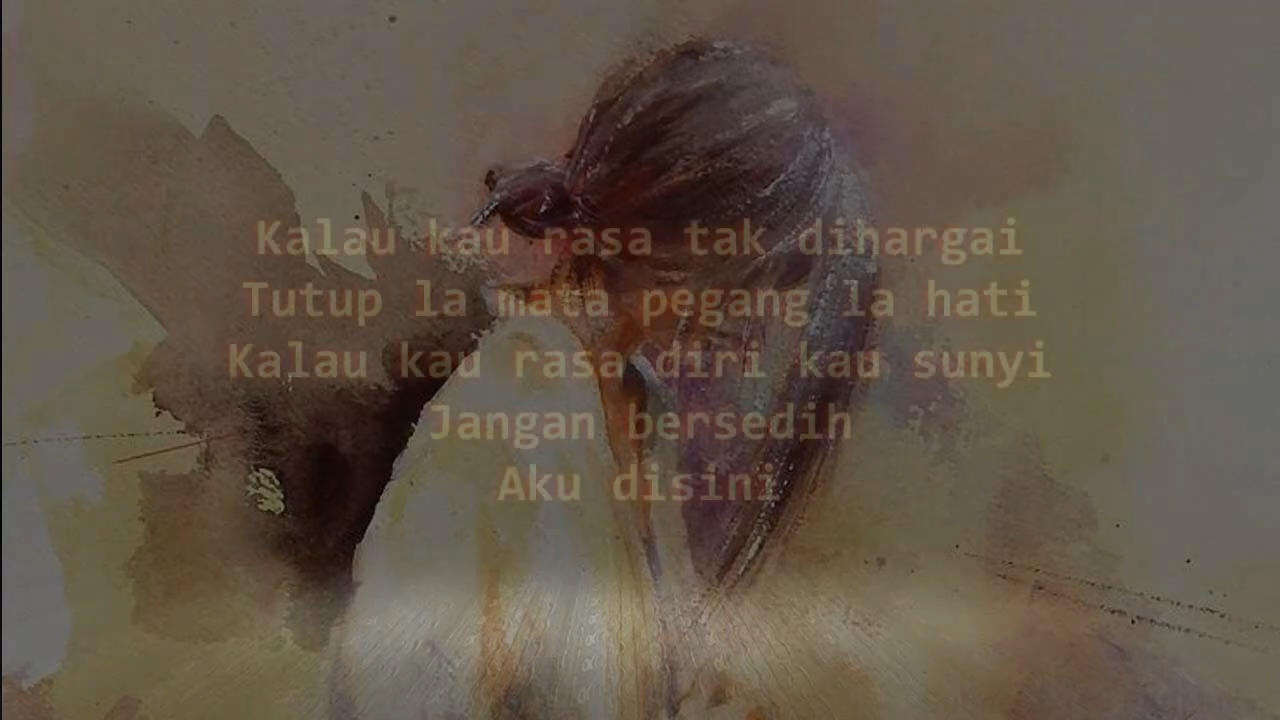 Kalau kau rasa tak dihargai
Tutup la mata pegang la hati
Kalau kau rasa diri kau sunyi
Jangan bersedih
Aku disini